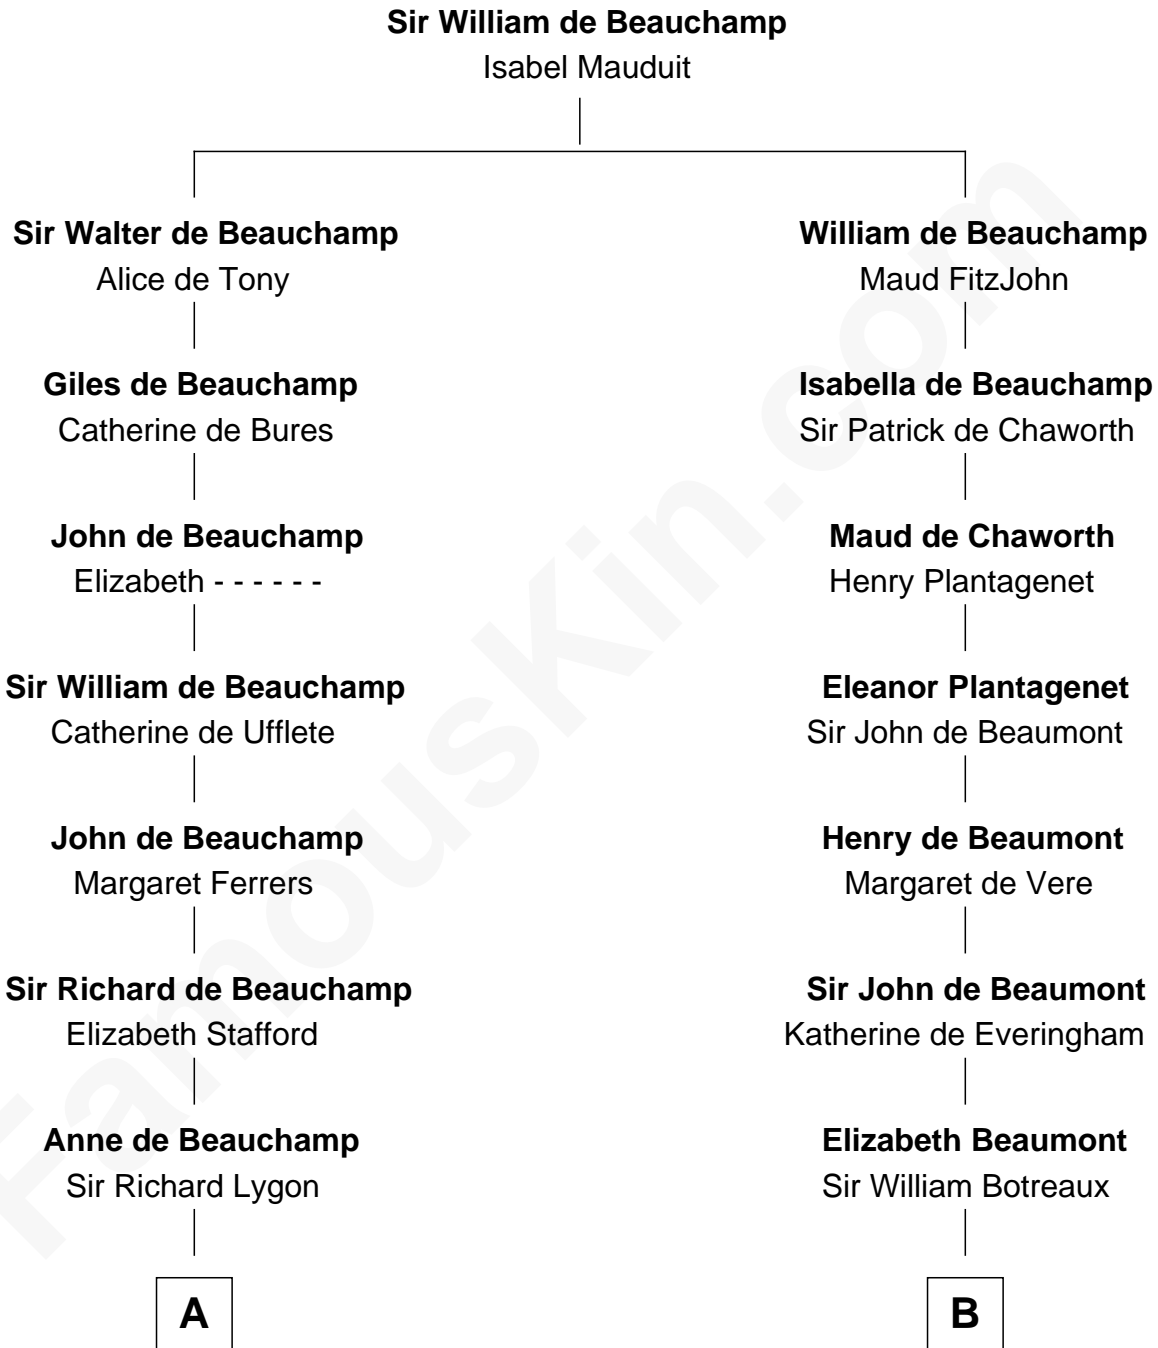 Sir William de Beauchamp
Isabel Mauduit
Sir Walter de Beauchamp
Alice de Tony
William de Beauchamp
Maud FitzJohn
Giles de Beauchamp
Catherine de Bures
Isabella de Beauchamp
Sir Patrick de Chaworth
John de Beauchamp
Elizabeth - - - - - -
Maud de Chaworth
Henry Plantagenet
Sir William de Beauchamp
Catherine de Ufflete
Eleanor Plantagenet
Sir John de Beaumont
John de Beauchamp
Margaret Ferrers
Henry de Beaumont
Margaret de Vere
Sir Richard de Beauchamp
Elizabeth Stafford
Sir John de Beaumont
Katherine de Everingham
Anne de Beauchamp
Sir Richard Lygon
Elizabeth Beaumont
Sir William Botreaux
A
B
FamousKin.com